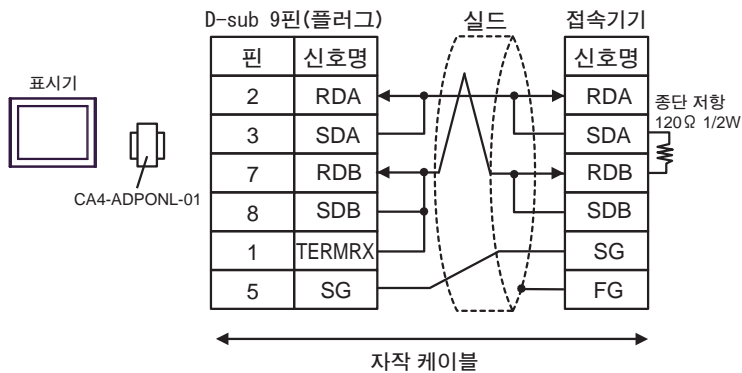 D-sub 9핀(플러그)
실드
접속기기
핀 신호명
신호명
표시기
CA4-ADPONL-01
2 RDA
3 SDA
7 RDB
8 SDB
1 TERMRX
5 SG
RDA
SDA
RDB
SDB
SG
FG
종단 저항
120Ω 1/2W
자작 케이블